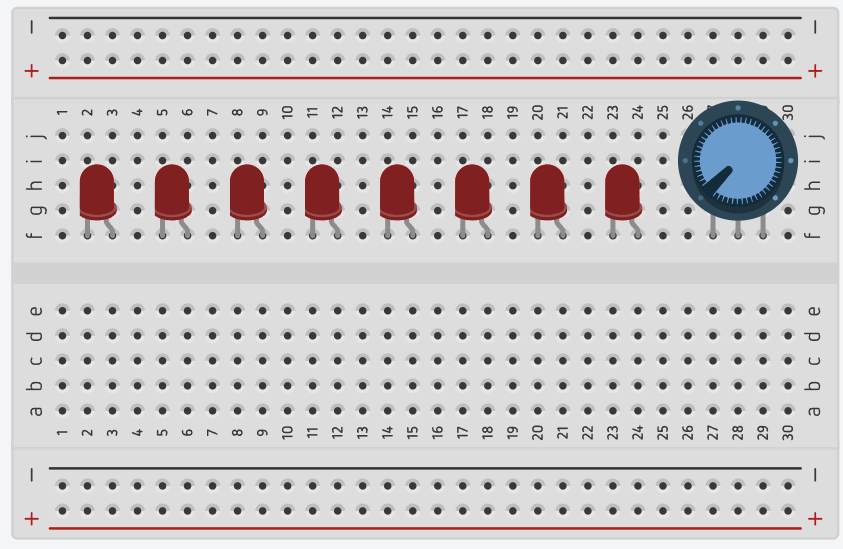 − −
+ +
1 2 3 4 5 6 7 8 9 10 11 12 13 14 15 16 17 18 19 20 21 22 23 24 25 26 30
j j
i i
h h
g g
f f
e e
d d
c c
b b
a a
1 2 3 4 5 6 7 8 9 10 11 12 13 14 15 16 17 18 19 20 21 22 23 24 25 26 27 28 29 30
− −
+ +